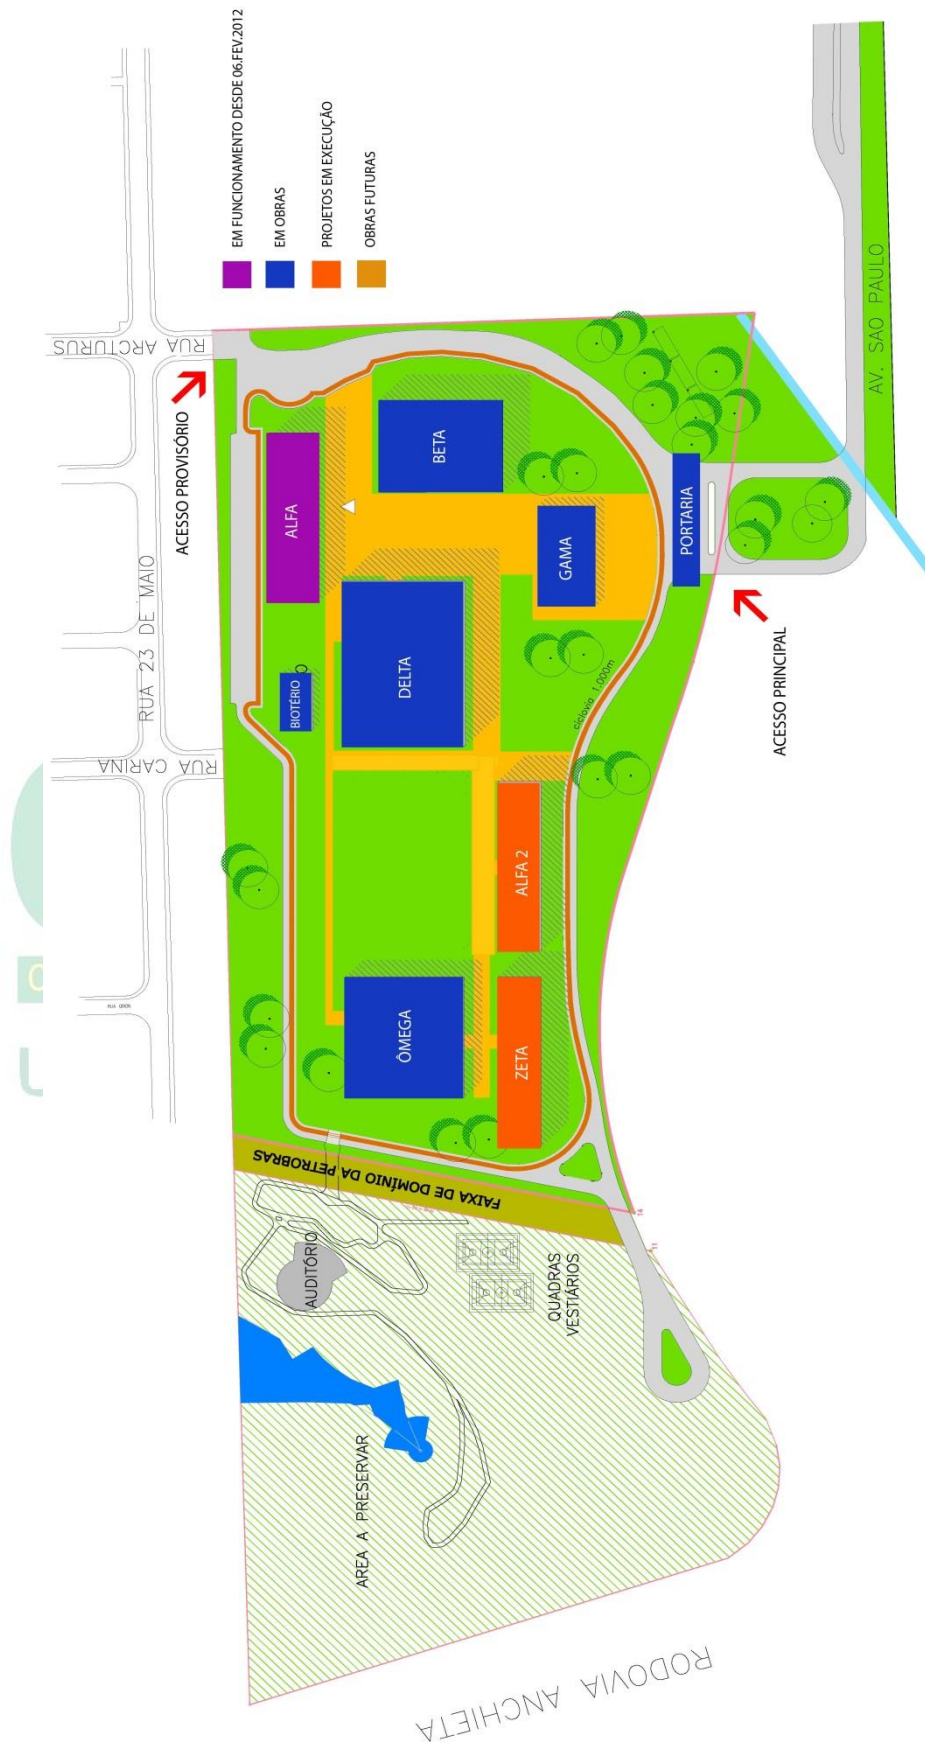 EM FUNCIONAMENTO DESDE 06.FEV.2012
EM OBRAS
PROJETOS EM EXECUÇÃO
OBRAS FUTURAS
RUA ARCTURUS
ACESSO PROVISÓRIO
RUA 23 DE MAIO
RUA CARINA
AV. SAO PAULO
ALFA
BETA
GAMA
PORTARIA
BIOTÉRIO
DELTA
ciclovia 1.000m
ACESSO PRINCIPAL
ALFA 2
ÔMEGA
ZETA
FAIXA DE DOMÍNIO DA PETROBRAS
AUDITÓRIO
QUADRAS
VESTIÁRIOS
AREA A PRESERVAR
RODOVIA ANCHIETA